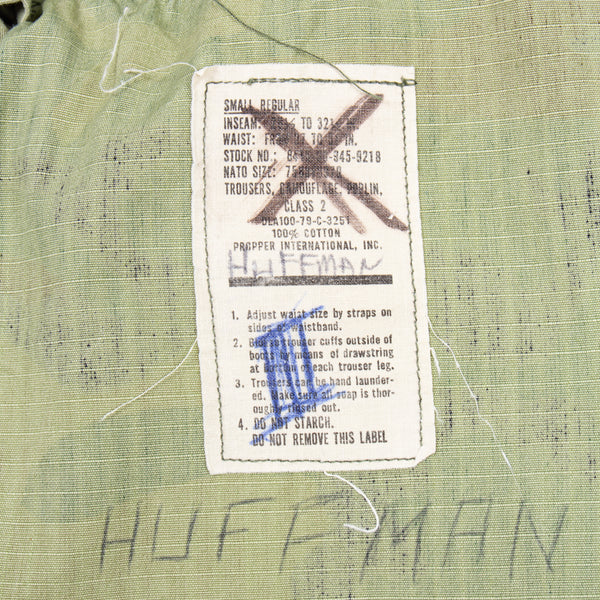 SMALL REGULAR
INSEAM: TO 32
WAIST: IN.
STOCK NO.: -345-9218
NATO SIZE:
TROUSERS, CAMOUFLAGE, POPLIN,
CLASS 2
DLA100-79-C-3251
100% COTTON
PROPPER INTERNATIONAL, INC.
HUFFMAN
1. Adjust waist size by straps on
sides of waistband.
2. trouser cuffs outside of
boots by means of drawstring
at bottom of each trouser leg.
3. Trousers can be hand launder-
ed. Make sure all soap is thor-
oughly rinsed out.
III
4. DO NOT STARCH.
DO NOT REMOVE THIS LABEL
HUFFMAN